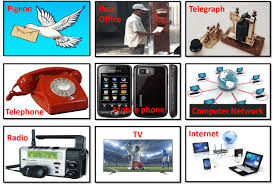 Pigeon
Post
Office
Telegraph
Telephone
Mobile phone
Computer Network
Radio
TV
Internet